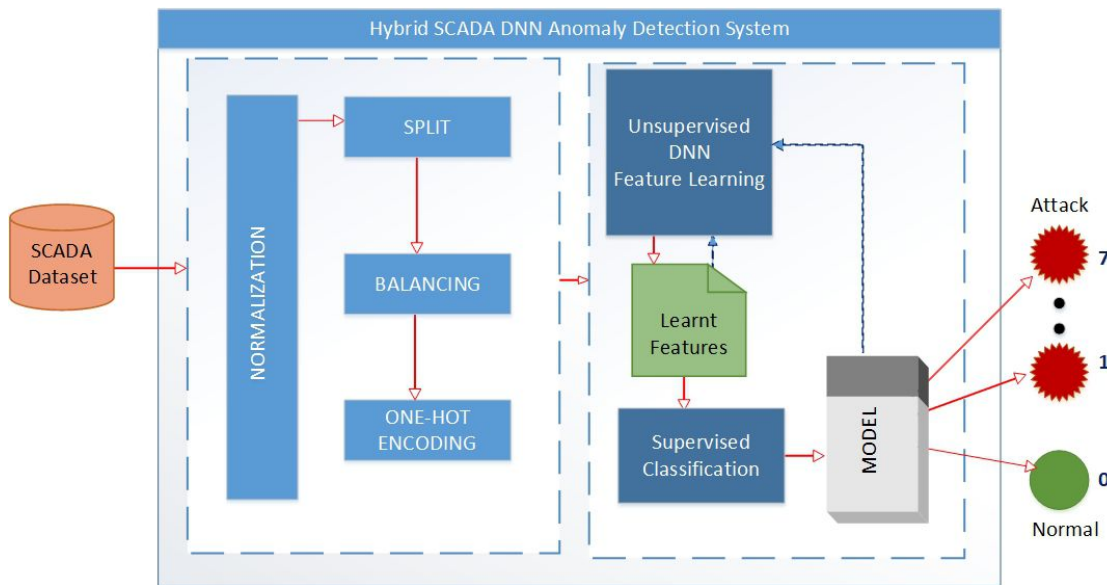 Hybrid SCADA DNN Anomaly Detection System
SCADA
Dataset
NORMALIZATION
SPLIT
BALANCING
ONE-HOT
ENCODING
Unsupervised
DNN
Feature Learning
Learnt
Features
Supervised
Classification
MODEL
Attack
7
1
0
Normal